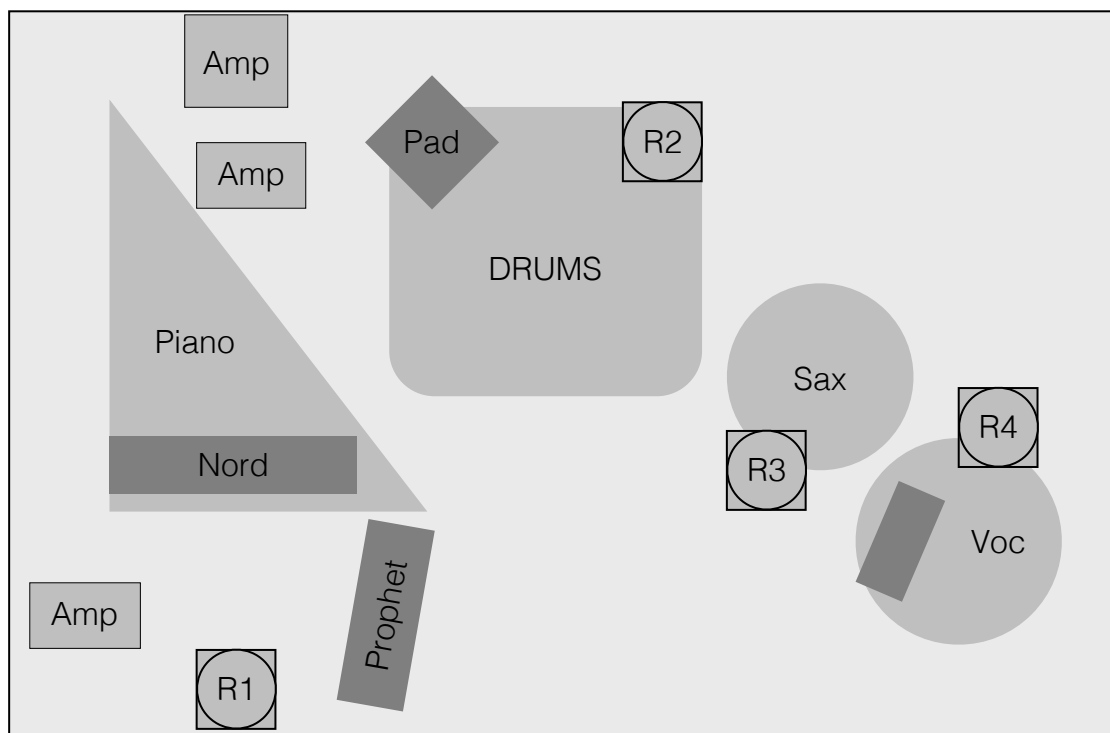 Amp
Amp
Pad
R2
DRUMS
Piano
Sax
R4
Nord
R3
Voc
Prophet
Amp
R1